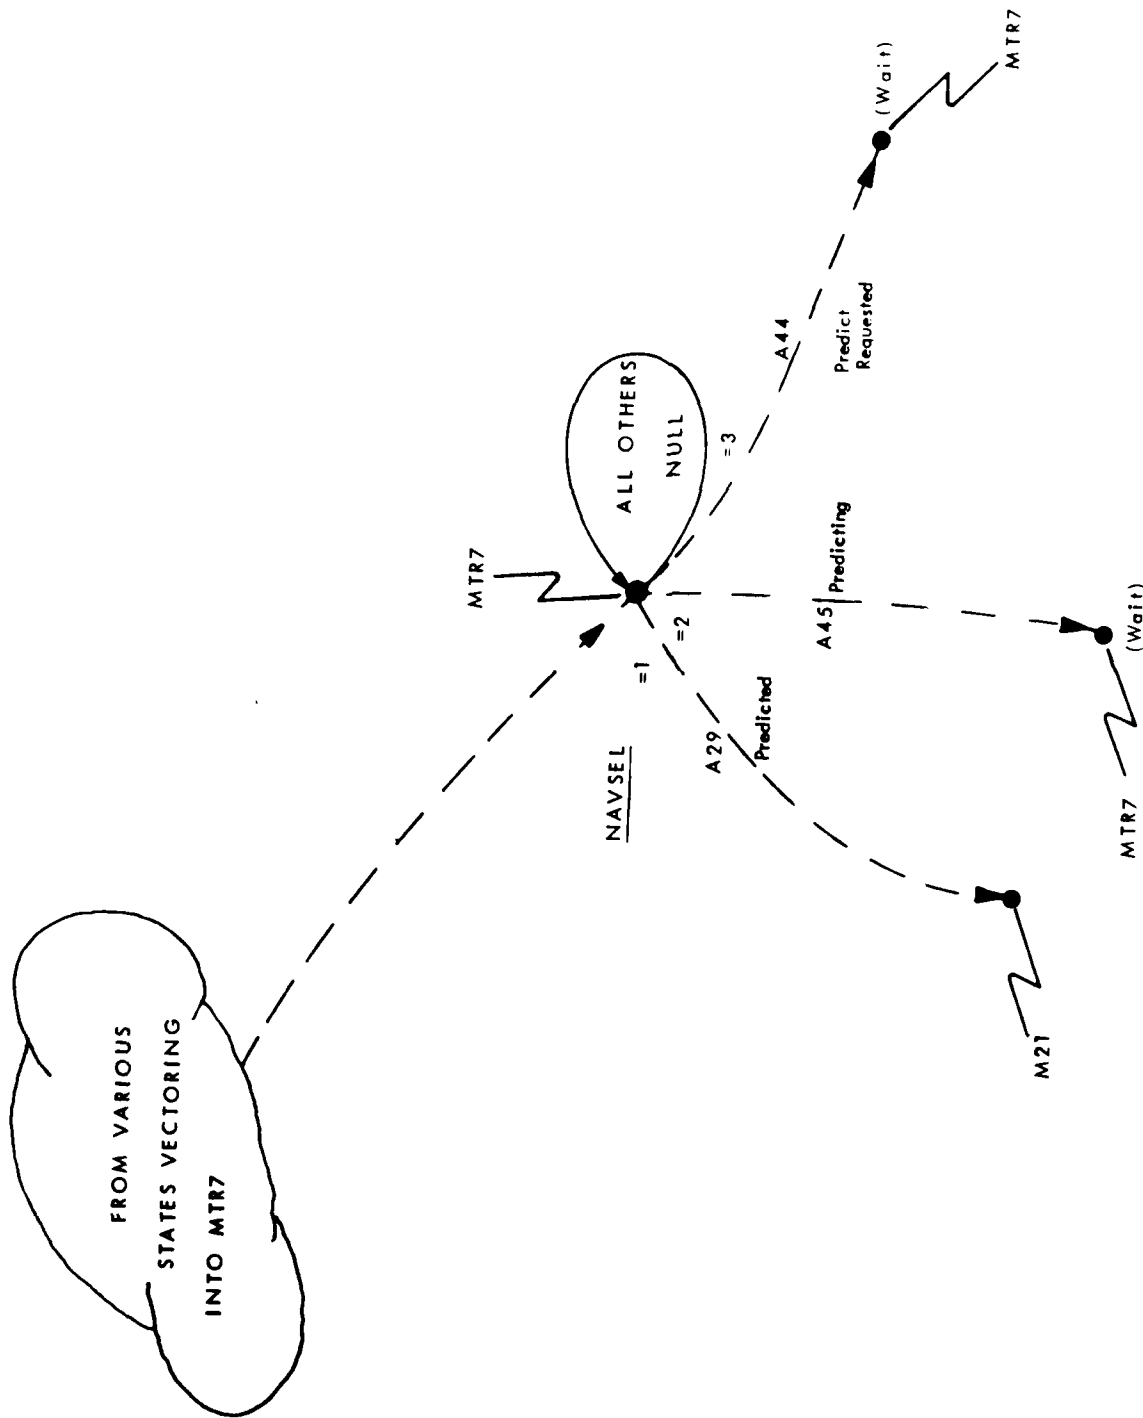 FROM VARIOUS
STATES VECTORING
INTO MTR7
MTR7
ALL OTHERS
NULL
NAVSEL
=1
=2
=3
A29
Predicted
A45
Predicting
A44
Predict
Requested
M21
MTR7
(Wait)
(Wait)
MTR7